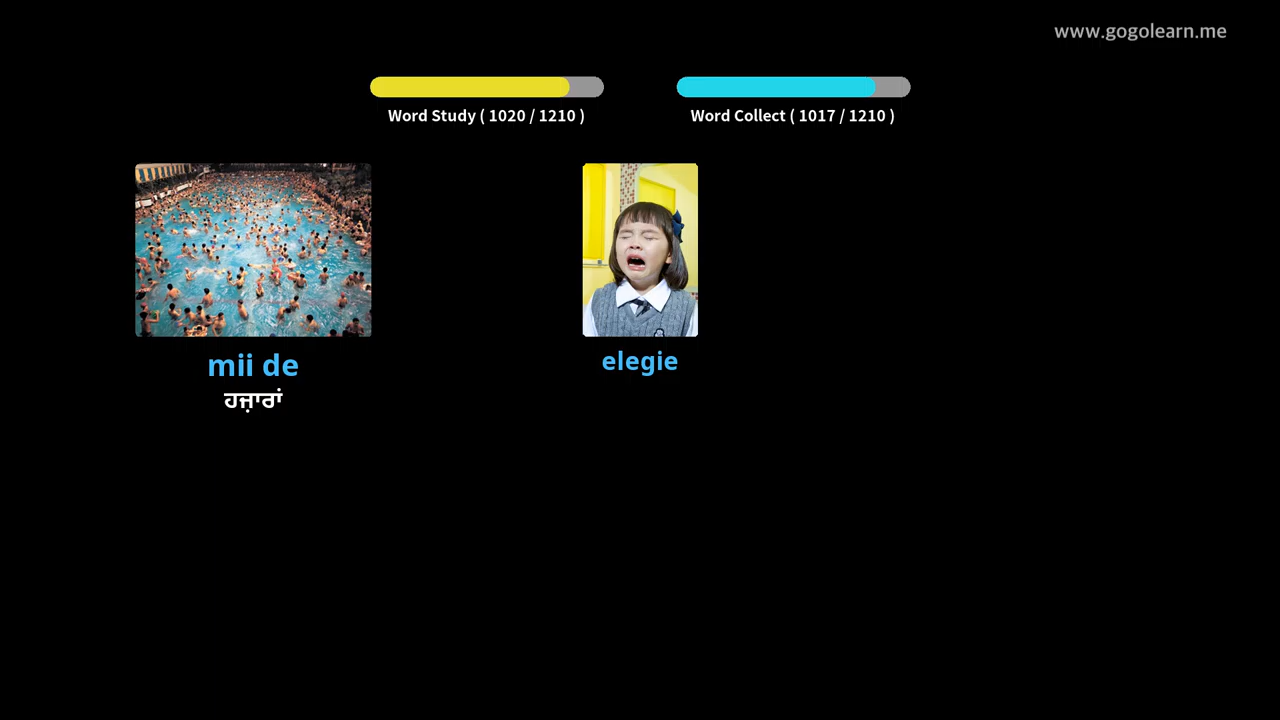 www.gogolearn.me
Word Study ( 1020 / 1210 )
Word Collect ( 1017 / 1210 )
mii de
ਹਜ਼ਾਰਾਂ
elegie